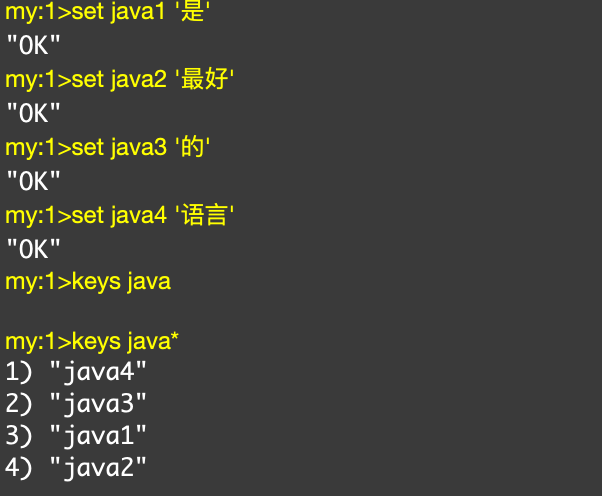 my:1>set java1 '是'
"OK"
my:1>set java2 '最好'
"OK"
my:1>set java3 '的'
"OK"
my:1>set java4 '语言'
"OK"
my:1>keys java
my:1>keys java*
1) "java4"
2) "java3"
3) "java1"
4) "java2"